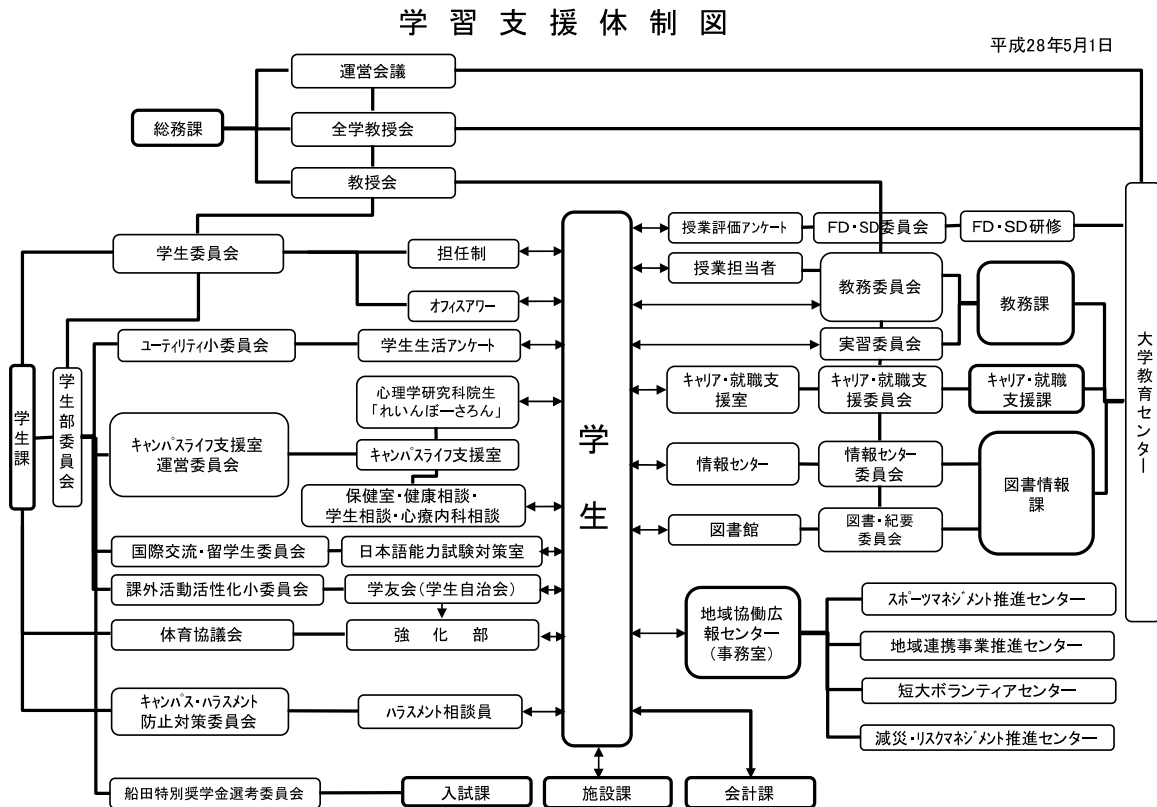 学習支援体制図
平成28年5月1日
運営会議
総務課
全学教授会
教授会
学生委員会
担任制
オフィスアワー
ユーティリティ小委員会
学生生活アンケート
学生課
学生部委員会
心理学研究科院生
「れいんぼーさろん」
キャンパスライフ支援室
運営委員会
キャンパスライフ支援室
保健室・健康相談・
学生相談・心療内科相談
国際交流・留学生委員会
日本語能力試験対策室
課外活動活性化小委員会
学友会(学生自治会)
体育協議会
強化部
キャンパス・ハラスメント
防止対策委員会
ハラスメント相談員
船田特別奨学金選考委員会
入試課
施設課
会計課
学生
授業評価アンケート
FD・SD委員会
FD・SD研修
授業担当者
教務委員会
教務課
実習委員会
キャリア・就職支
援室
キャリア・就職支
援委員会
キャリア・就職
支援課
情報センター
情報センター
委員会
図書情報
課
図書館
図書・紀要
委員会
大学教育センター
地域協働広
報センター
(事務室)
スポーツマネジメント推進センター
地域連携事業推進センター
短大ボランティアセンター
減災・リスクマネジメント推進センター